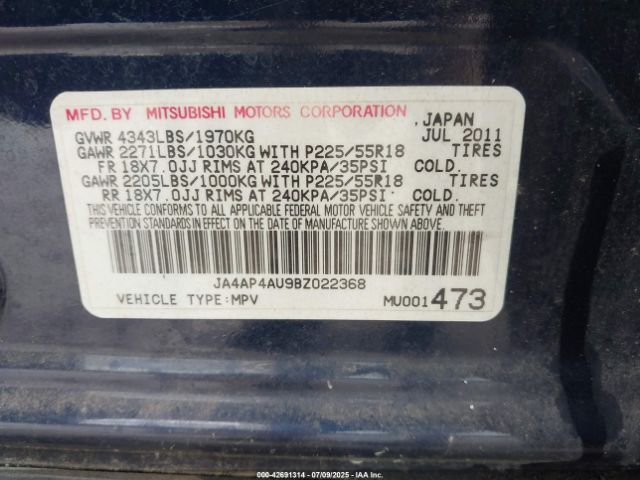 MFD. BY MITSUBISHI MOTORS CORPORATION, JAPAN
GVWR 4343LBS/1970KG JUL 2011
GAWR 2271LBS/1030KG WITH P225/55R18 TIRES
FR 18X7.0JJ RIMS AT 240KPA/35PSI COLD.
GAWR 2205LBS/1000KG WITH P225/55R18 TIRES
RR 18X7.0JJ RIMS AT 240KPA/35PSI COLD.
THIS VEHICLE CONFORMS TO ALL APPLICABLE FEDERAL MOTOR VEHICLE SAFETY AND THEFT
PREVENTION STANDARDS IN EFFECT ON THE DATE OF MANUFACTURE SHOWN ABOVE.
JA4AP4AU9BZ022368
VEHICLE TYPE:MPV MU001473
000-42691314 - 07/09/2025 - IAAI.com